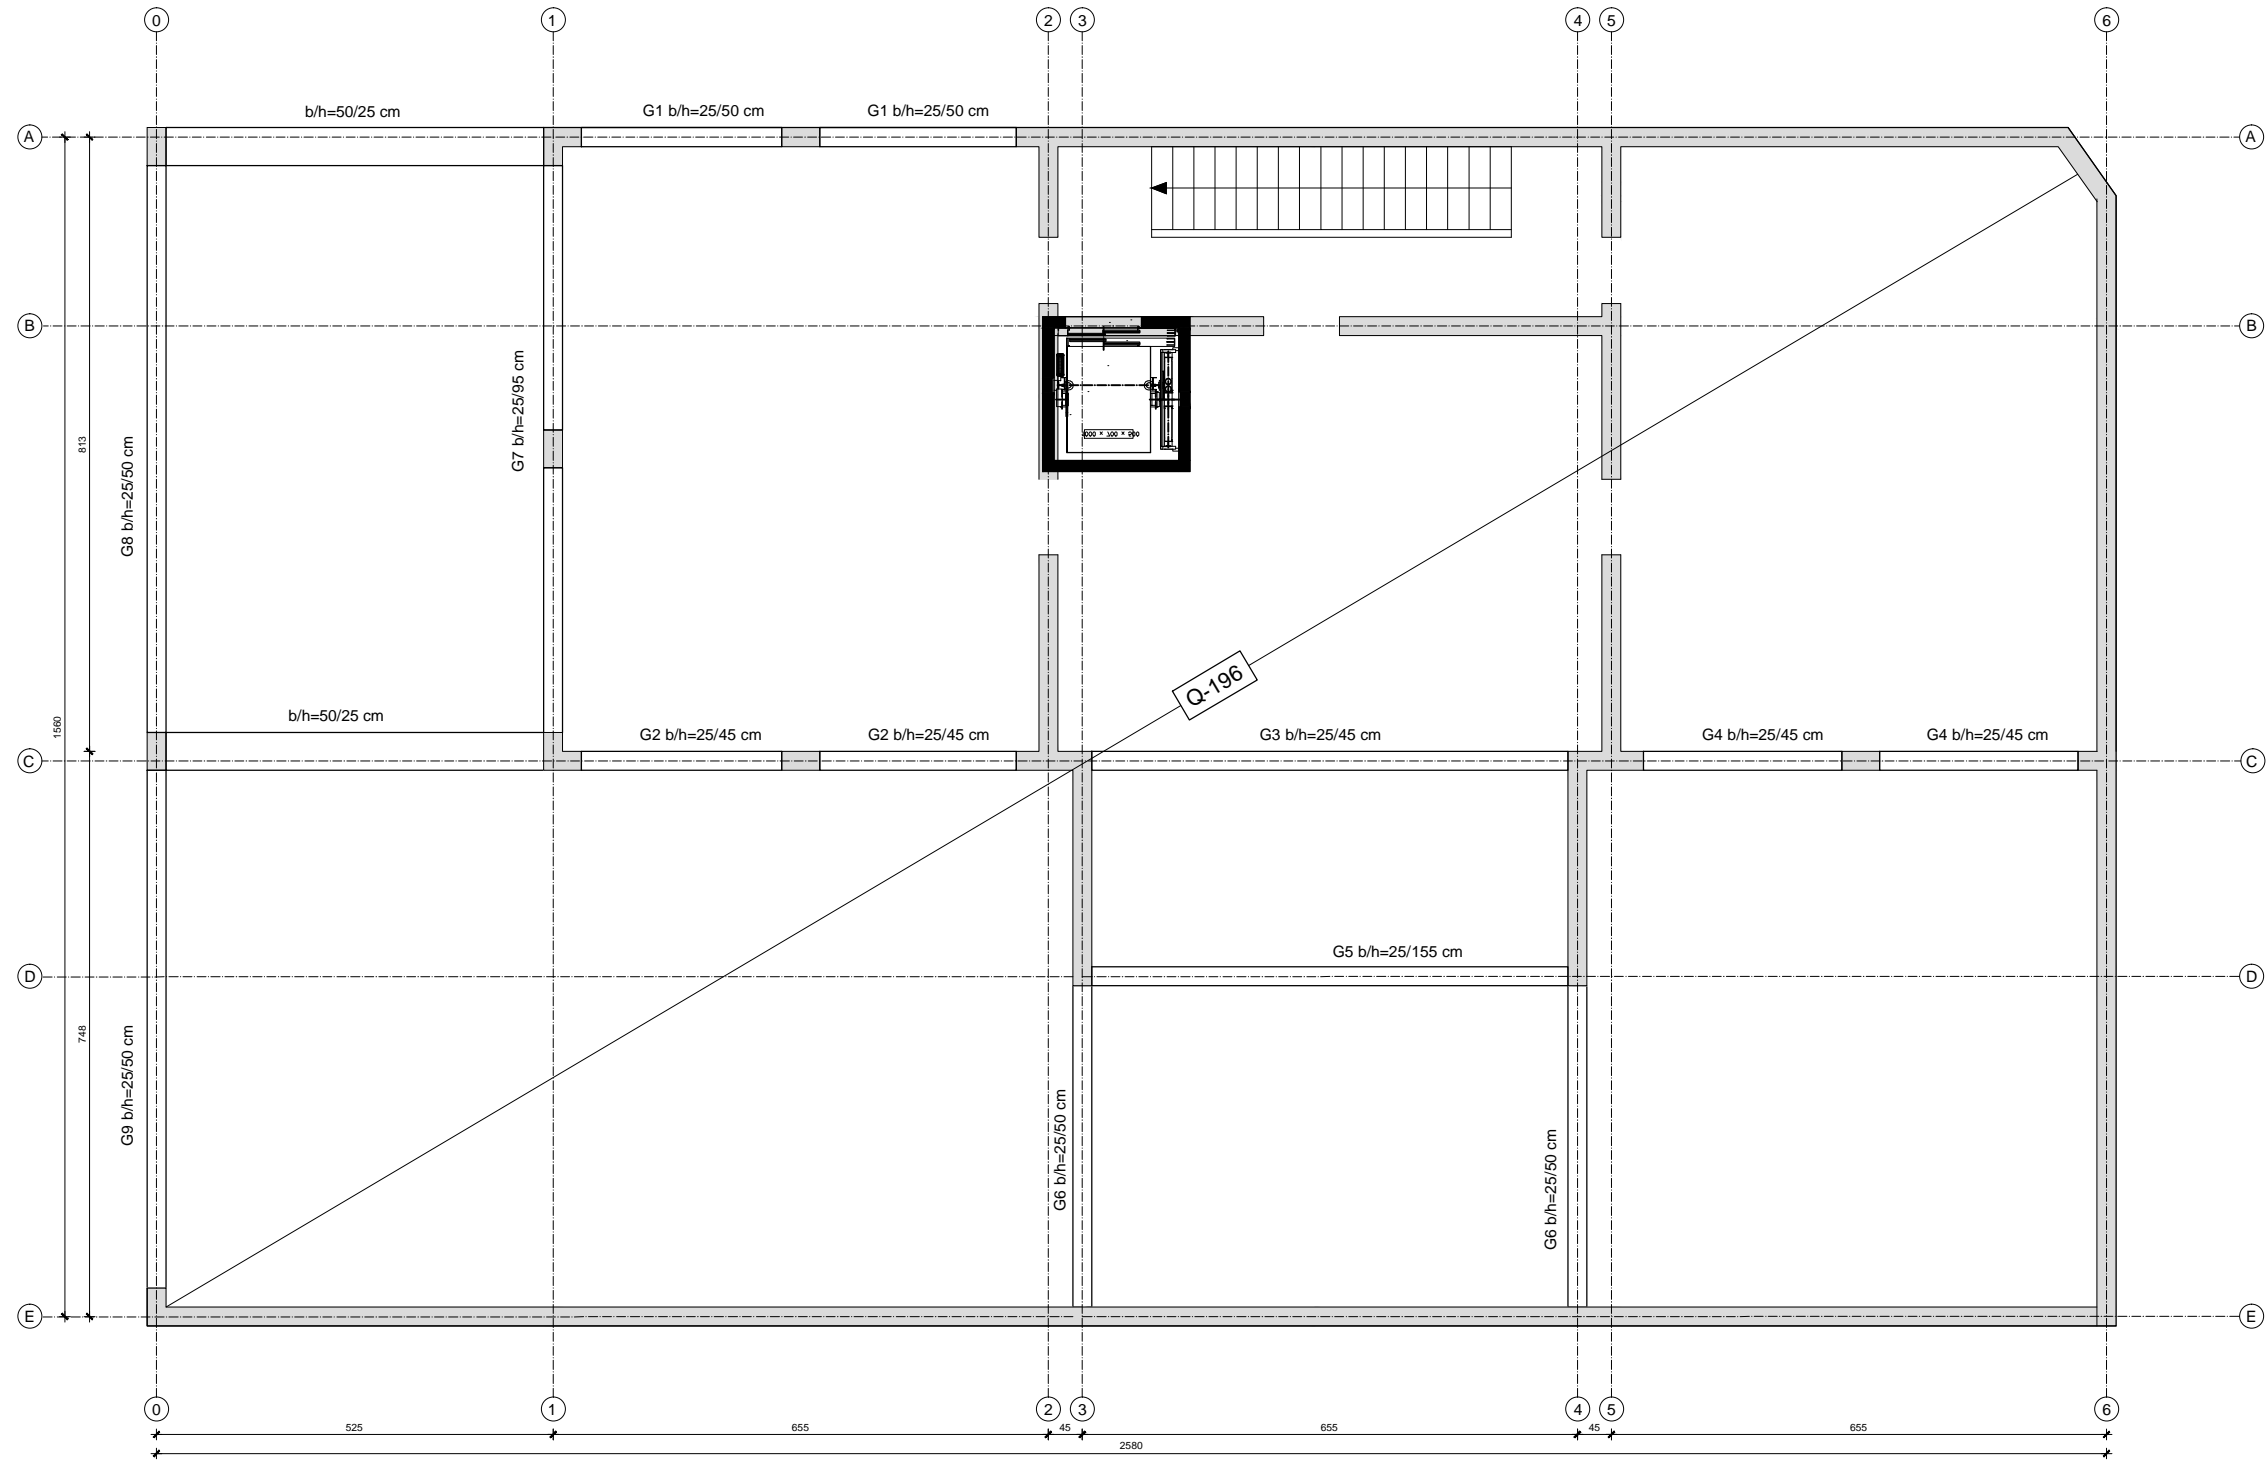 0 1 2 3 4 5 6
b/h=50/25 cm G1 b/h=25/50 cm G1 b/h=25/50 cm
A A
B B
G7 b/h=25/95 cm
813
G8 b/h=25/50 cm
Q-196
b/h=50/25 cm
1560
G2 b/h=25/45 cm G2 b/h=25/45 cm G3 b/h=25/45 cm G4 b/h=25/45 cm G4 b/h=25/45 cm
C C
G5 b/h=25/155 cm
D D
748
G9 b/h=25/50 cm
G6 b/h=25/50 cm
G6 b/h=25/50 cm
E E
0 1 2 3 4 5 6
525 655 45 655 45 655
2580